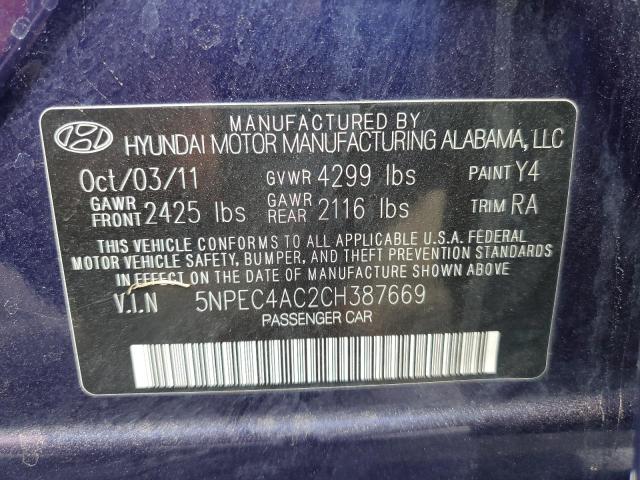 MANUFACTURED BY
HYUNDAI MOTOR MANUFACTURING ALABAMA, LLC
Oct/03/11 GVWR 4299 lbs PAINT Y4
GAWR FRONT 2425 lbs GAWR REAR 2116 lbs TRIM RA
THIS VEHICLE CONFORMS TO ALL APPLICABLE U.S.A. FEDERAL
MOTOR VEHICLE SAFETY, BUMPER, AND THEFT PREVENTION STANDARDS
IN EFFECT ON THE DATE OF MANUFACTURE SHOWN ABOVE.
V.I.N 5NPEC4AC2CH387669
PASSENGER CAR